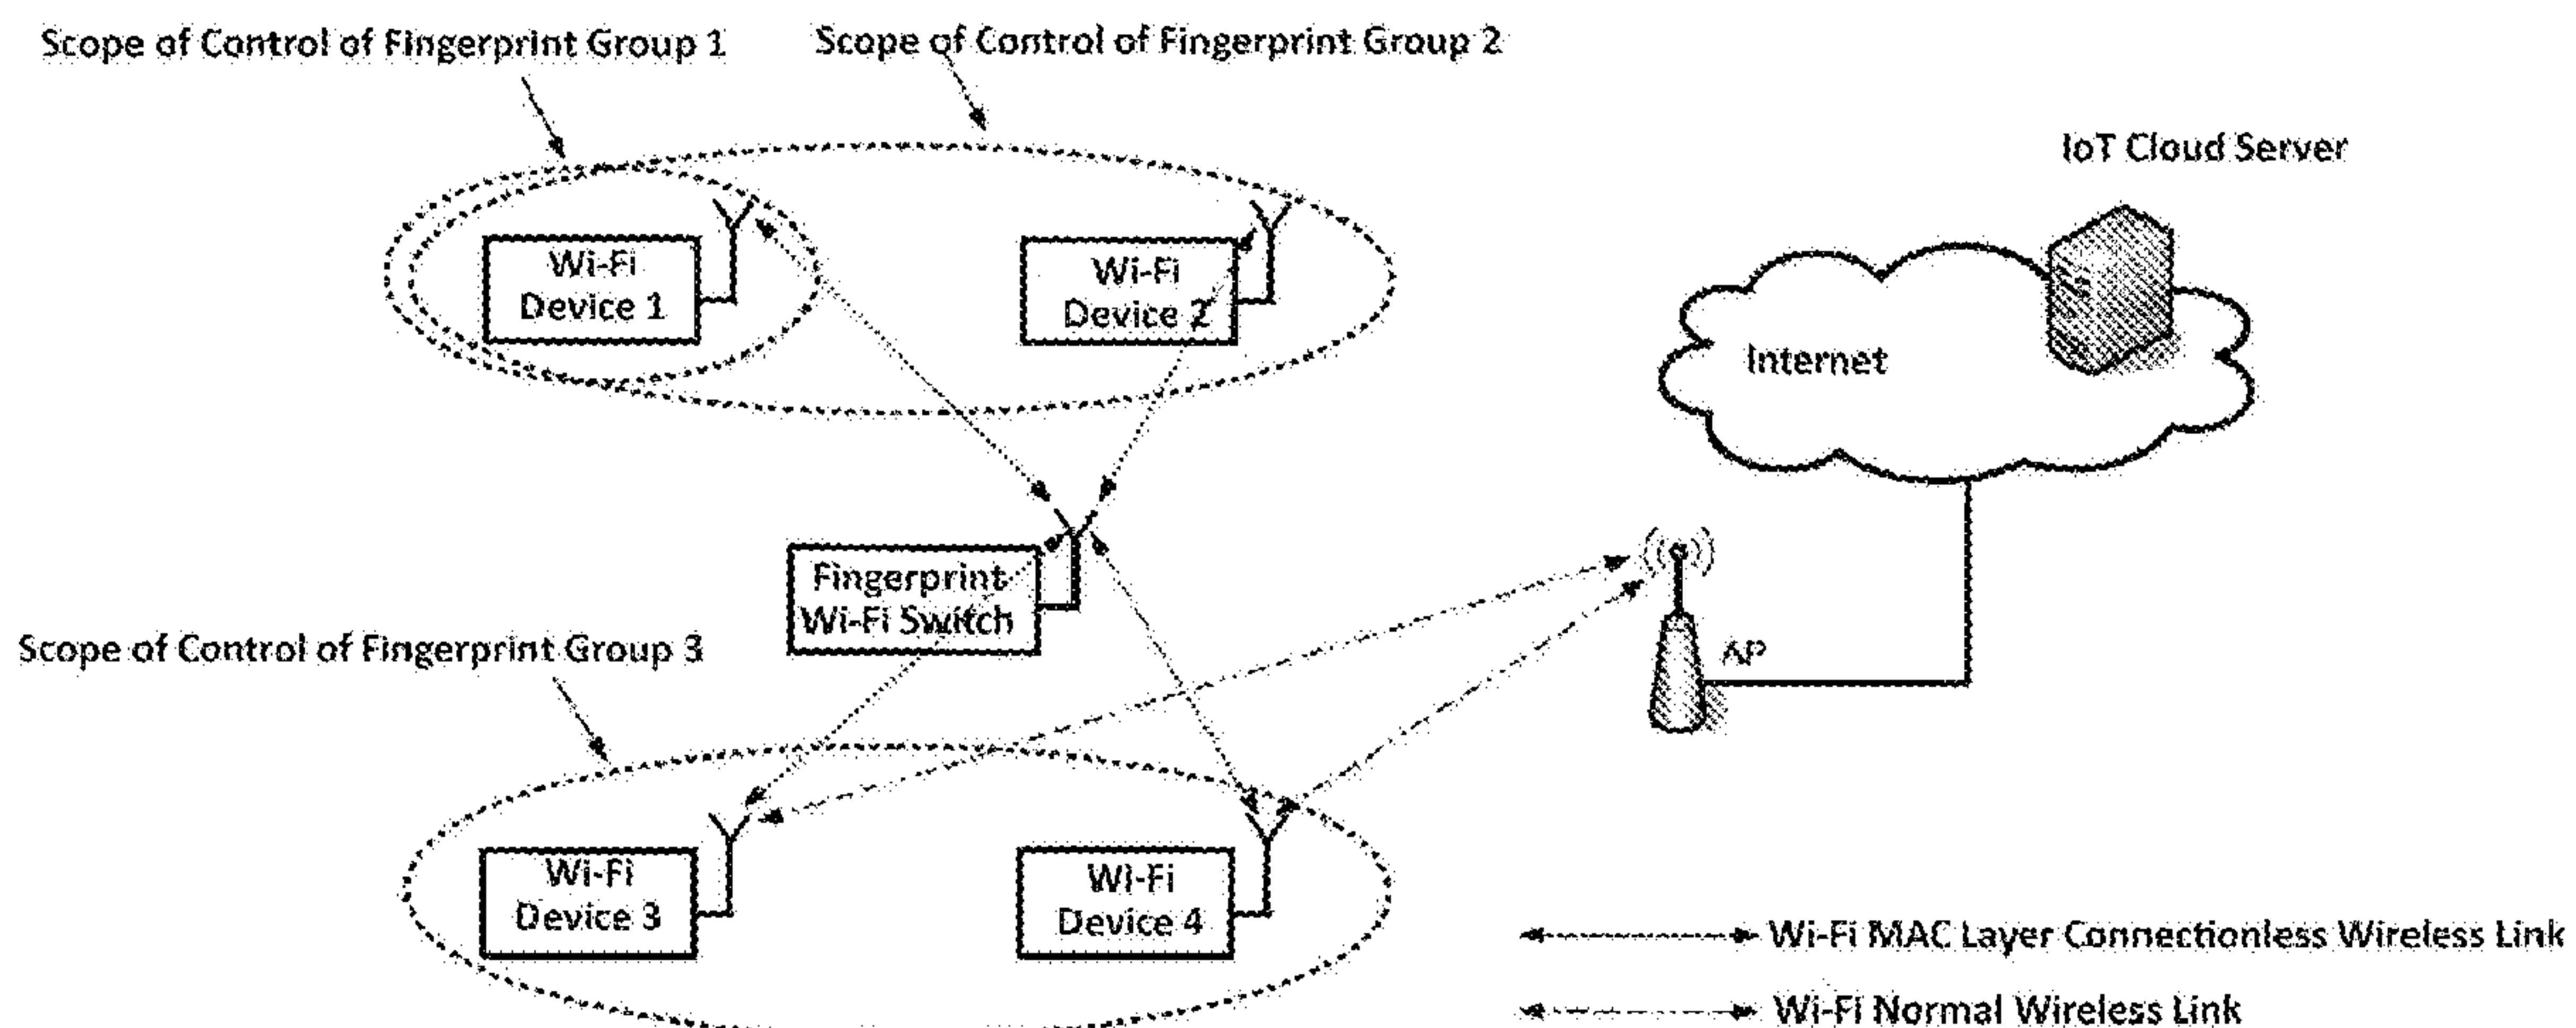 Scope of Control of Fingerprint Group 1
Scope of Control of Fingerprint Group 2
IoT Cloud Server
Wi-Fi
Device 1
Wi-Fi
Device 2
Internet
Fingerprint
Wi-Fi Switch
AP
Scope of Control of Fingerprint Group 3
Wi-Fi
Device 3
Wi-Fi
Device 4
Wi-Fi MAC Layer Connectionless Wireless Link
Wi-Fi Normal Wireless Link